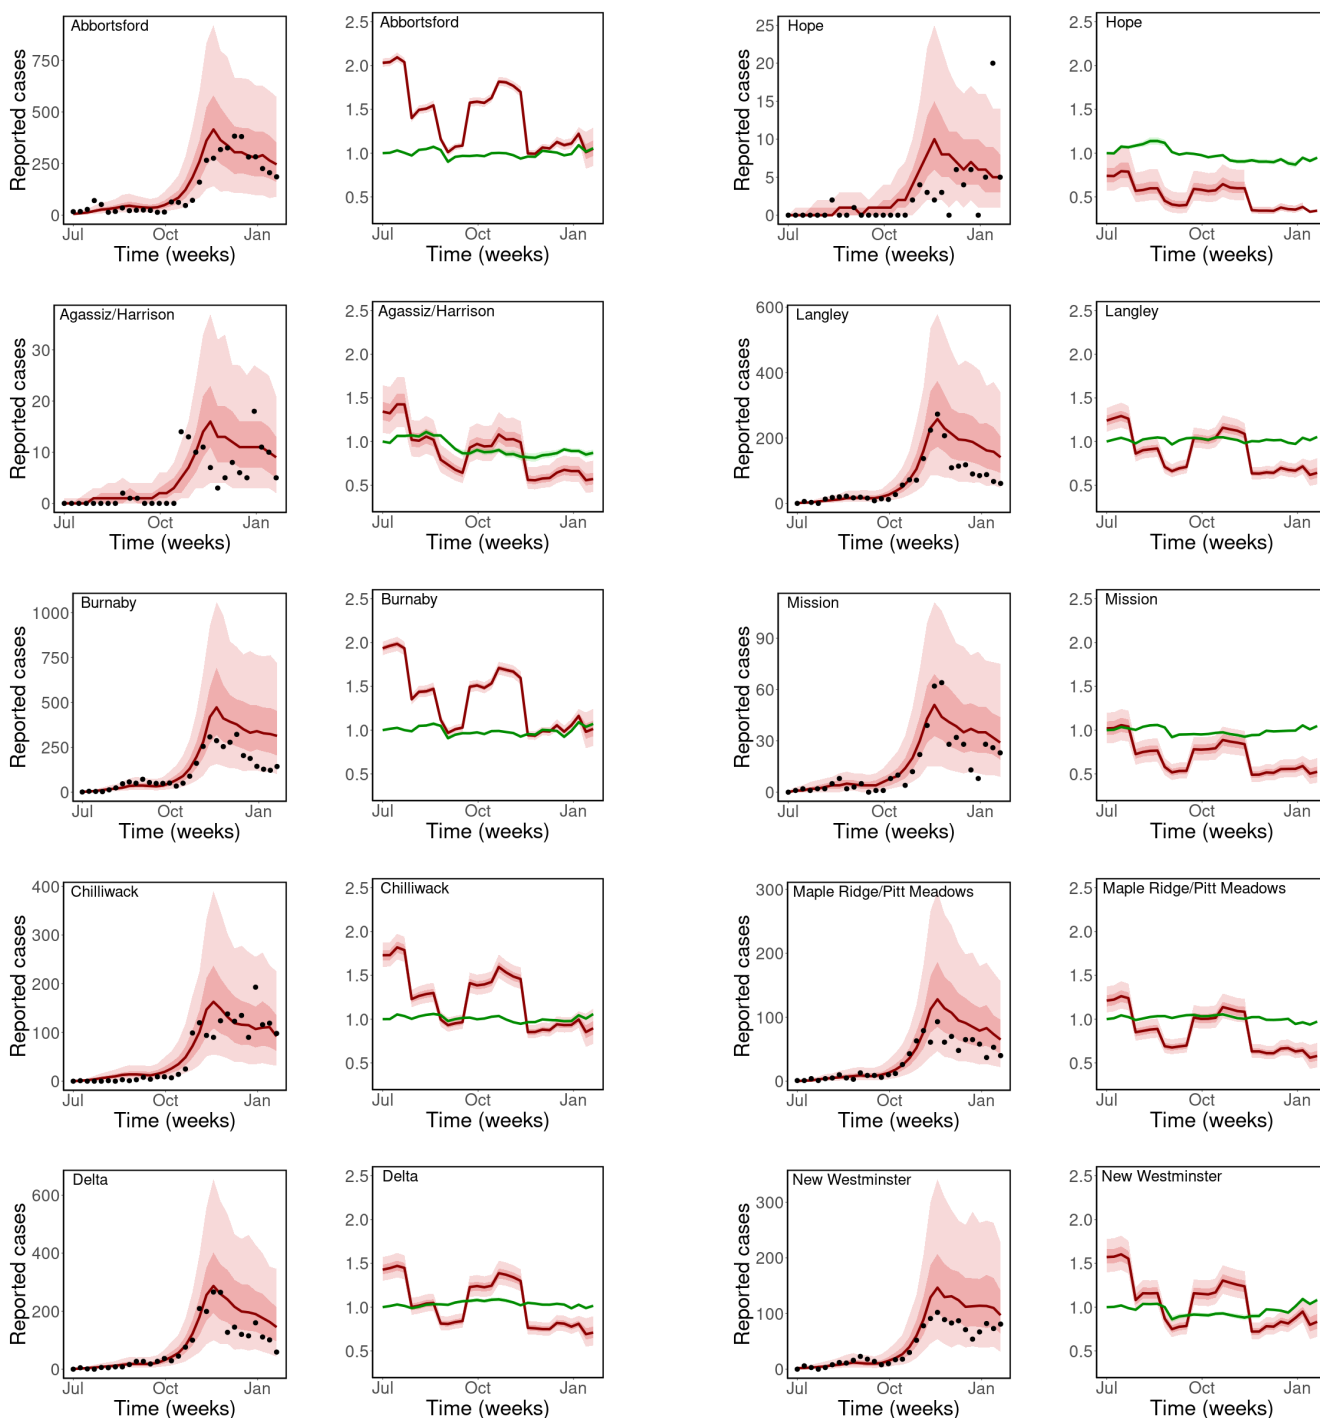 Abbortsford
Reported cases
750
500
250
0
Jul Oct Jan
Time (weeks)
Abbortsford
2.5
2.0
1.5
1.0
0.5
Jul Oct Jan
Time (weeks)
Hope
Reported cases
25
20
15
10
5
0
Jul Oct Jan
Time (weeks)
Hope
2.5
2.0
1.5
1.0
0.5
Jul Oct Jan
Time (weeks)
Agassiz/Harrison
Reported cases
30
20
10
0
Jul Oct Jan
Time (weeks)
Agassiz/Harrison
2.5
2.0
1.5
1.0
0.5
Jul Oct Jan
Time (weeks)
Langley
Reported cases
600
400
200
0
Jul Oct Jan
Time (weeks)
Langley
2.5
2.0
1.5
1.0
0.5
Jul Oct Jan
Time (weeks)
Burnaby
Reported cases
1000
750
500
250
0
Jul Oct Jan
Time (weeks)
Burnaby
2.5
2.0
1.5
1.0
0.5
Jul Oct Jan
Time (weeks)
Mission
Reported cases
90
60
30
0
Jul Oct Jan
Time (weeks)
Mission
2.5
2.0
1.5
1.0
0.5
Jul Oct Jan
Time (weeks)
Chilliwack
Reported cases
400
300
200
100
0
Jul Oct Jan
Time (weeks)
Chilliwack
2.5
2.0
1.5
1.0
0.5
Jul Oct Jan
Time (weeks)
Maple Ridge/Pitt Meadows
Reported cases
300
200
100
0
Jul Oct Jan
Time (weeks)
Maple Ridge/Pitt Meadows
2.5
2.0
1.5
1.0
0.5
Jul Oct Jan
Time (weeks)
Delta
Reported cases
600
400
200
0
Jul Oct Jan
Time (weeks)
Delta
2.5
2.0
1.5
1.0
0.5
Jul Oct Jan
Time (weeks)
New Westminster
Reported cases
300
200
100
0
Jul Oct Jan
Time (weeks)
New Westminster
2.5
2.0
1.5
1.0
0.5
Jul Oct Jan
Time (weeks)